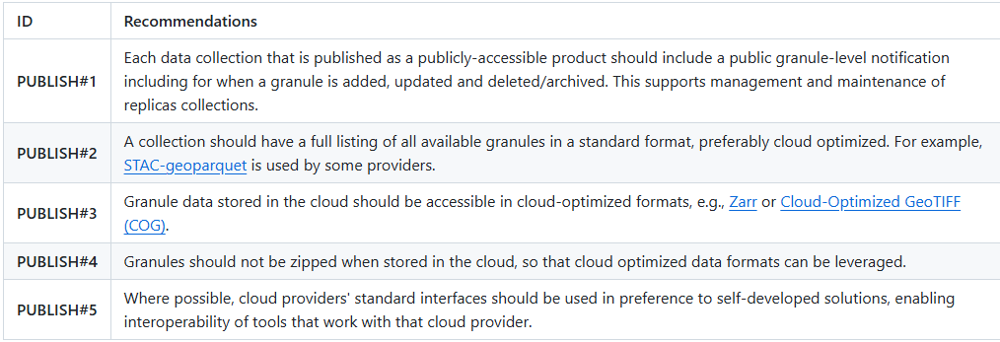 ID Recommendations
Each data collection that is published as a publicly-accessible product should include a public granule-level notification
PUBLISH#1 including for when a granule is added, updated and deleted/archived. This supports management and maintenance of
replicas collections.
A collection should have a full listing of all available granules in a standard format, preferably cloud optimized. For example,
PUBLISH#2
STAC-geoparquet is used by some providers.
Granule data stored in the cloud should be accessible in cloud-optimized formats, e.g., Zarr or Cloud-Optimized GeoTIFF
PUBLISH#3
(COG).
PUBLISH#4 Granules should not be zipped when stored in the cloud, so that cloud optimized data formats can be leveraged.
Where possible, cloud providers' standard interfaces should be used in preference to self-developed solutions, enabling
PUBLISH#5
interoperability of tools that work with that cloud provider.